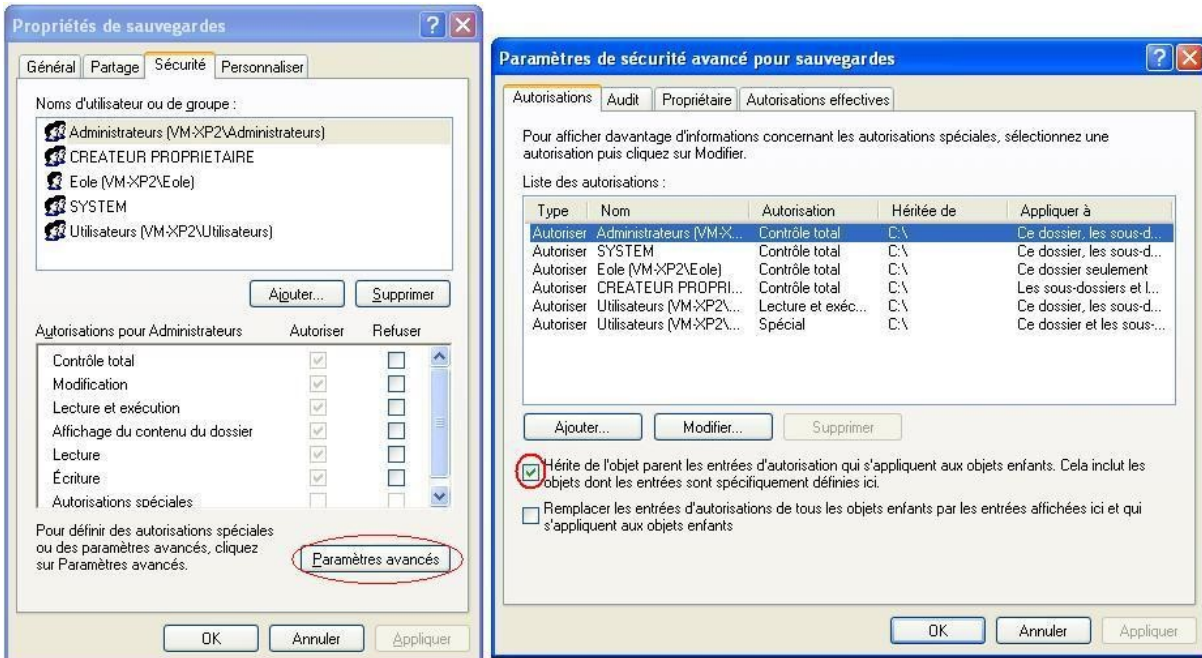 Propriétés de sauvegardes
Général Partage Sécurité Personnaliser
Noms d'utilisateur ou de groupe :
Administrateurs (VM-XP2\Administrateurs)
CREATEUR PROPRIETAIRE
Eole (VM-XP2\Eole)
SYSTEM
Utilisateurs (VM-XP2\Utilisateurs)
Ajouter... Supprimer
Autorisations pour Administrateurs Autoriser Refuser
Contrôle total
Modification
Lecture et exécution
Affichage du contenu du dossier
Lecture
Écriture
Autorisations spéciales
Pour définir des autorisations spéciales
ou des paramètres avancés, cliquez
sur Paramètres avancés.
Paramètres avancés
OK Annuler Appliquer
Paramètres de sécurité avancé pour sauvegardes
Autorisations Audit Propriétaire Autorisations effectives
Pour afficher davantage d'informations concernant les autorisations spéciales, sélectionnez une
autorisation puis cliquez sur Modifier.
Liste des autorisations :
Type Nom Autorisation Héritée de Appliquer à
Autoriser Administrateurs (VM-X... Contrôle total C:\ Ce dossier, les sous-d...
Autoriser SYSTEM Contrôle total C:\ Ce dossier, les sous-d...
Autoriser Eole (VM-XP2\Eole) Contrôle total C:\ Ce dossier seulement
Autoriser CREATEUR PROPRI... Contrôle total C:\ Les sous-dossiers et l...
Autoriser Utilisateurs (VM-XP2\... Lecture et exéc... C:\ Ce dossier, les sous-d...
Autoriser Utilisateurs (VM-XP2\... Spécial C:\ Ce dossier et les sous-...
Ajouter... Modifier... Supprimer
Hérite de l'objet parent les entrées d'autorisation qui s'appliquent aux objets enfants. Cela inclut les
objets dont les entrées sont spécifiquement définies ici.
Remplacer les entrées d'autorisations de tous les objets enfants par les entrées affichées ici et qui
s'appliquent aux objets enfants
OK Annuler Appliquer